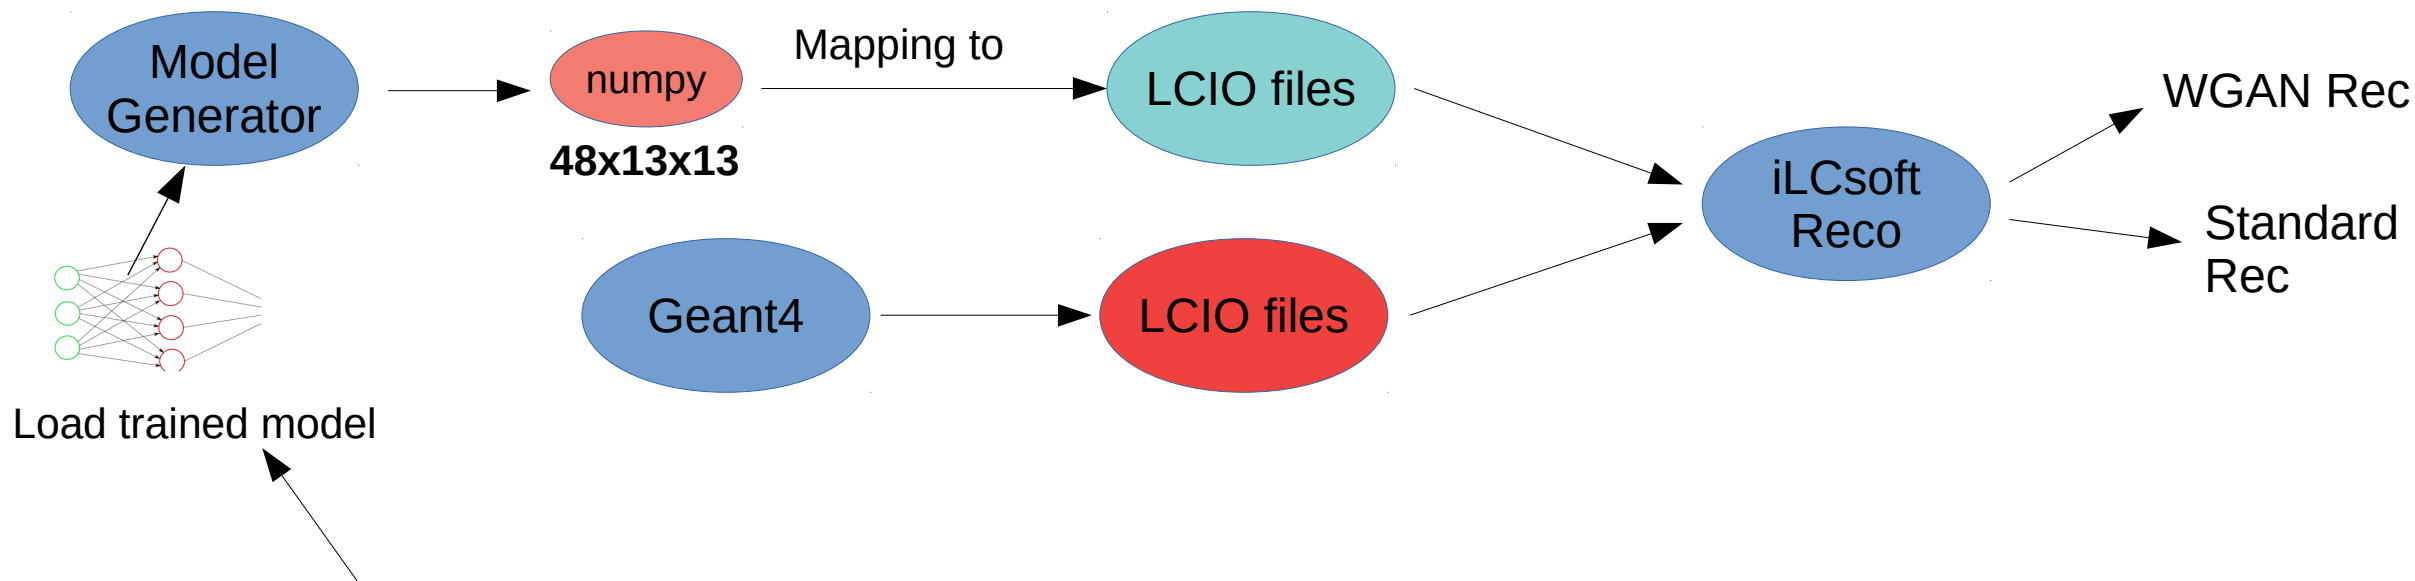 Model
Generator
numpy
48x13x13
Mapping to
LCIO files
Geant4
LCIO files
iLCsoft
Reco
WGAN Rec
Standard
Rec
Load trained model